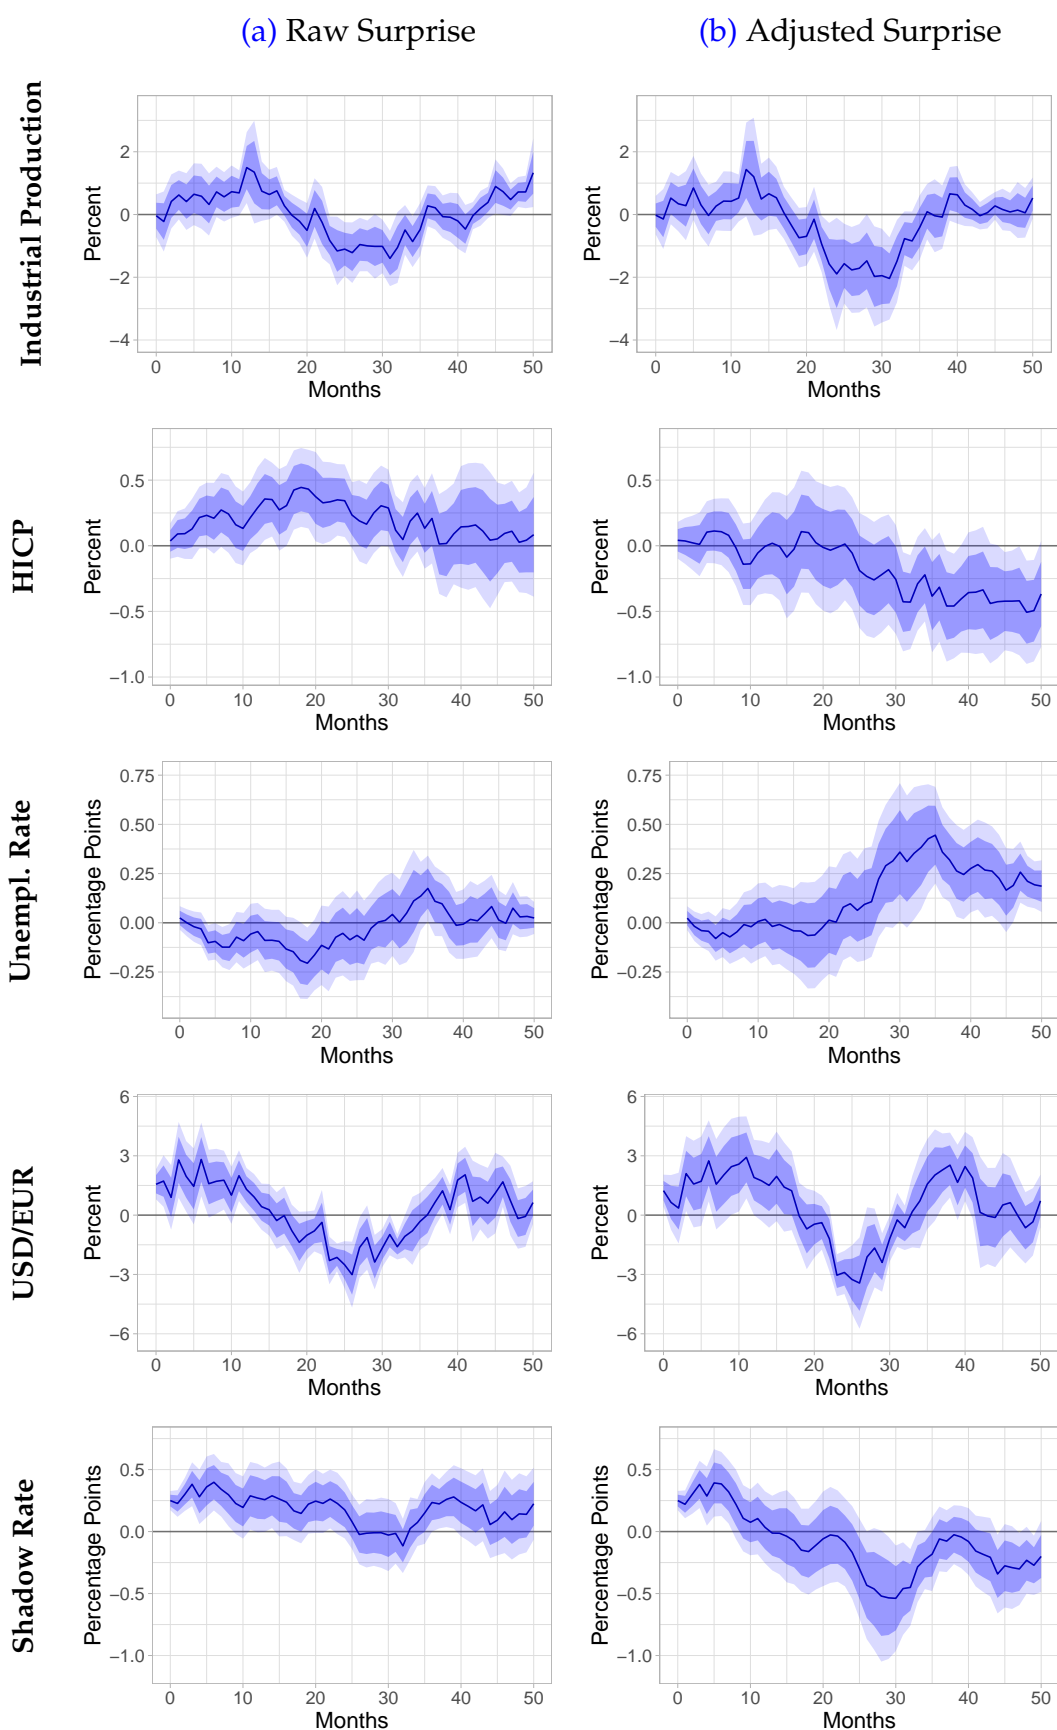 (a) Raw Surprise
(b) Adjusted Surprise
Industrial Production
Percent
2
0
−2
−4
0 10 20 30 40 50
Months
Percent
2
0
−2
−4
0 10 20 30 40 50
Months
HICP
Percent
0.5
0.0
−0.5
−1.0
0 10 20 30 40 50
Months
Percent
0.5
0.0
−0.5
−1.0
0 10 20 30 40 50
Months
Unempl. Rate
Percentage Points
0.75
0.50
0.25
0.00
−0.25
0 10 20 30 40 50
Months
Percentage Points
0.75
0.50
0.25
0.00
−0.25
0 10 20 30 40 50
Months
USD/EUR
Percent
6
3
0
−3
−6
0 10 20 30 40 50
Months
Percent
6
3
0
−3
−6
0 10 20 30 40 50
Months
Shadow Rate
Percentage Points
0.5
0.0
−0.5
−1.0
0 10 20 30 40 50
Months
Percentage Points
0.5
0.0
−0.5
−1.0
0 10 20 30 40 50
Months